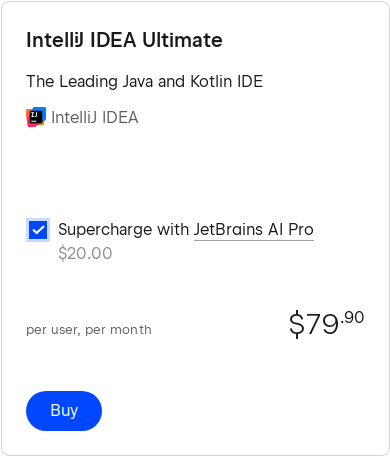 IntelliJ IDEA Ultimate
The Leading Java and Kotlin IDE
IJ IntelliJ IDEA
Supercharge with JetBrains AI Pro
$20.00
per user, per month $79.90
Buy